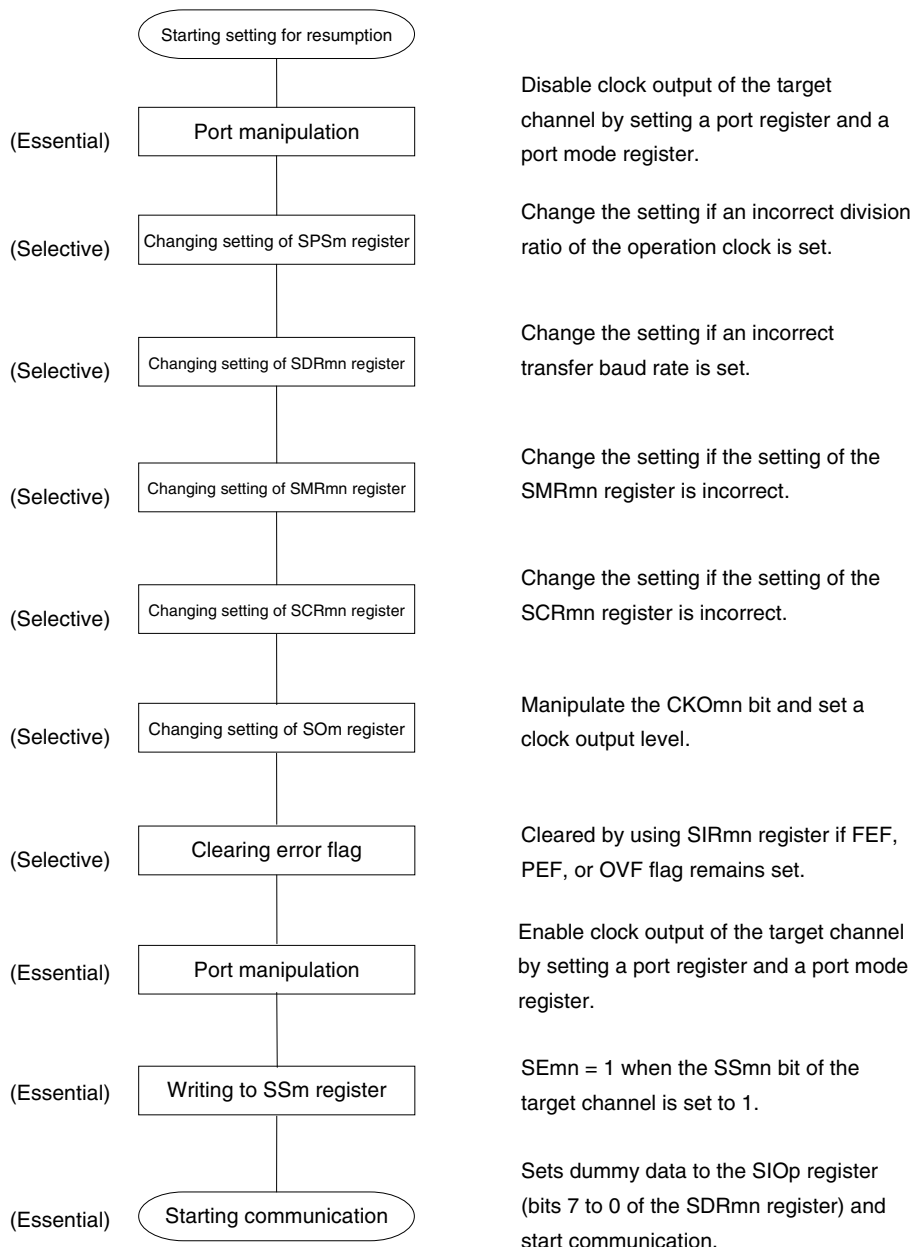 Starting setting for resumption
(Essential)
Port manipulation
Disable clock output of the target
channel by setting a port register and a
port mode register.
(Selective)
Changing setting of SPSm register
Change the setting if an incorrect division
ratio of the operation clock is set.
(Selective)
Changing setting of SDRmn register
Change the setting if an incorrect
transfer baud rate is set.
(Selective)
Changing setting of SMRmn register
Change the setting if the setting of the
SMRmn register is incorrect.
(Selective)
Changing setting of SCRmn register
Change the setting if the setting of the
SCRmn register is incorrect.
(Selective)
Changing setting of SOm register
Manipulate the CKOmn bit and set a
clock output level.
(Selective)
Clearing error flag
Cleared by using SIRmn register if FEF,
PEF, or OVF flag remains set.
(Essential)
Port manipulation
Enable clock output of the target channel
by setting a port register and a port mode
register.
(Essential)
Writing to SSm register
SEmn = 1 when the SSmn bit of the
target channel is set to 1.
(Essential)
Starting communication
Sets dummy data to the SIOp register
(bits 7 to 0 of the SDRmn register) and
start communication.